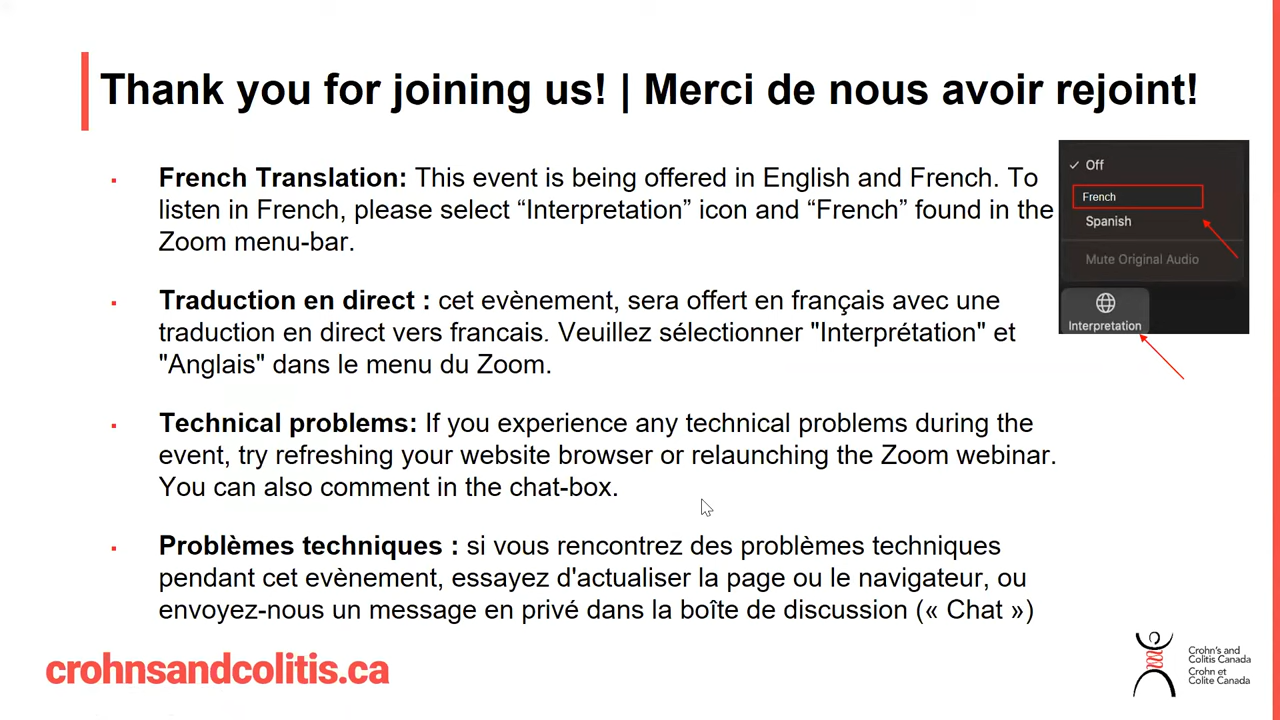 Thank you for joining us! | Merci de nous avoir rejoint!
French Translation: This event is being offered in English and French. To
listen in French, please select “Interpretation” icon and “French” found in the
Zoom menu-bar.
Traduction en direct : cet evènement, sera offert en français avec une
traduction en direct vers francais. Veuillez sélectionner "Interprétation" et
"Anglais" dans le menu du Zoom.
Technical problems: If you experience any technical problems during the
event, try refreshing your website browser or relaunching the Zoom webinar.
You can also comment in the chat-box.
Problèmes techniques : si vous rencontrez des problèmes techniques
pendant cet evènement, essayez d'actualiser la page ou le navigateur, ou
envoyez-nous un message en privé dans la boîte de discussion (« Chat »)
Off
French
Spanish
Mute Original Audio
Interpretation
crohnsandcolitis.ca
Crohn's and
Colitis Canada
Crohn et
Colite Canada